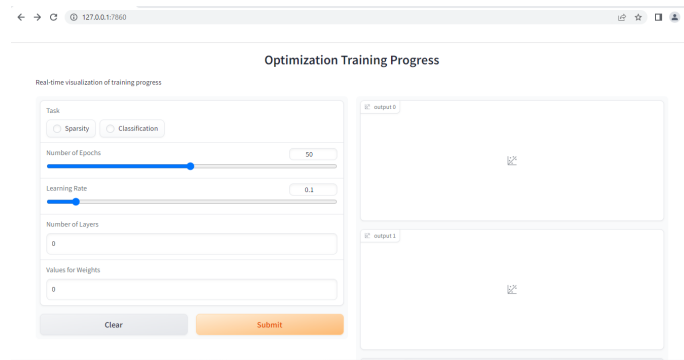 127.0.0.1:7860
Optimization Training Progress
Real-time visualization of training progress
Task
Sparsity
Classification
Number of Epochs
50
Learning Rate
0.1
Number of Layers
0
Values for Weights
0
Clear
Submit
output 0
output 1